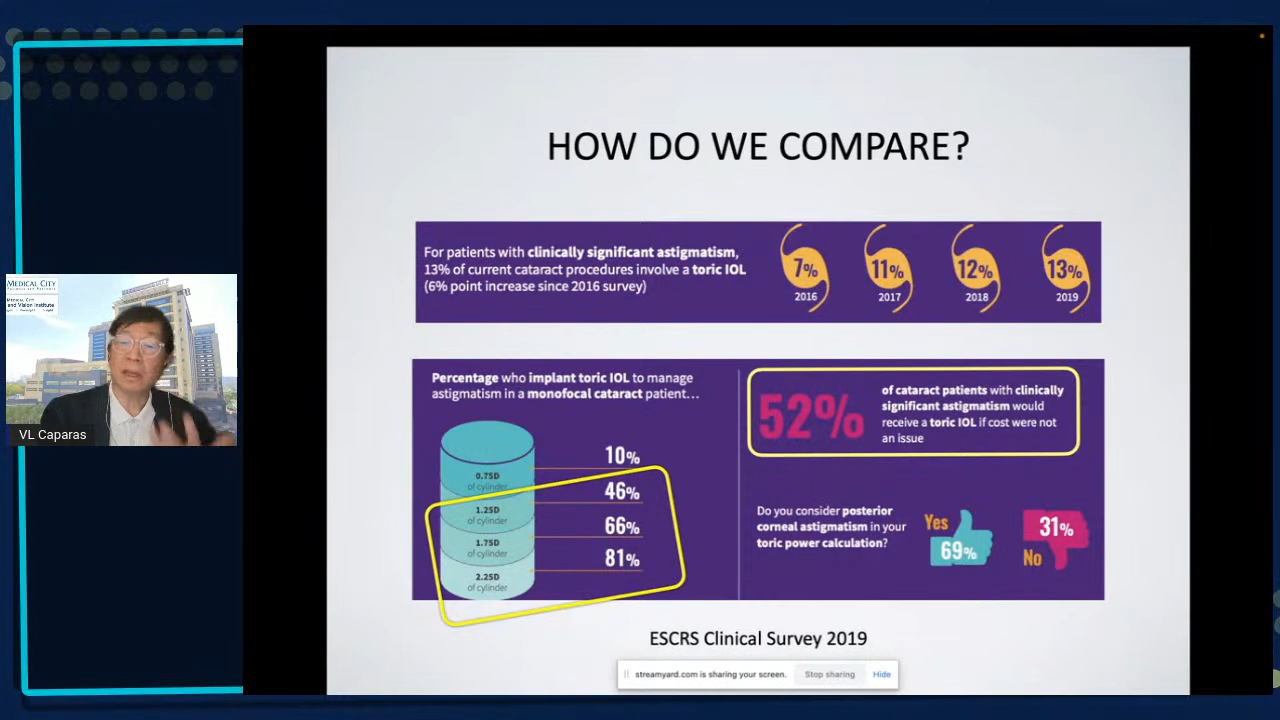 HOW DO WE COMPARE?
For patients with clinically significant astigmatism,
13% of current cataract procedures involve a toric IOL
(6% point increase since 2016 survey)
7%
2016
11%
2017
12%
2018
13%
2019
Percentage who implant toric IOL to manage
astigmatism in a monofocal cataract patient...
0.75D
of cylinder
10%
1.25D
of cylinder
46%
1.75D
of cylinder
66%
2.25D
of cylinder
81%
52%
of cataract patients with clinically
significant astigmatism would
receive a toric IOL if cost were not
an issue
Do you consider posterior
corneal astigmatism in your
toric power calculation?
Yes
69%
31%
No
ESCRS Clinical Survey 2019
streamyard.com is sharing your screen.
Stop sharing
Hide
MEDICAL CITY
MEDICAL CITY
and Vision Institute
VL Caparas